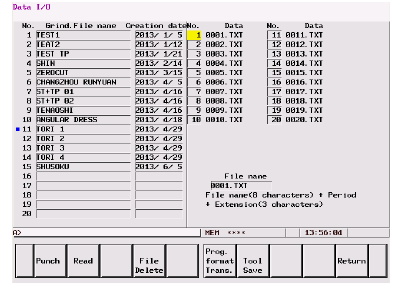 Data I/O
No. Grind.File name Creation date No. Data No. Data
1 TEST1 2013/ 1/ 5 1 0001.TXT 11 0011.TXT
2 TEAT2 2013/ 1/12 2 0002.TXT 12 0012.TXT
3 TEST TP 2013/ 1/21 3 0003.TXT 13 0013.TXT
4 SHIN 2013/ 2/14 4 0004.TXT 14 0014.TXT
5 ZEROCUT 2013/ 3/15 5 0005.TXT 15 0015.TXT
6 CHANGZHOU RUNYUAN 2013/ 4/ 5 6 0006.TXT 16 0016.TXT
7 ST+TP 01 2013/ 4/16 7 0007.TXT 17 0017.TXT
8 ST+TP 02 2013/ 4/16 8 0008.TXT 18 0018.TXT
9 TEMAOSHI 2013/ 4/16 9 0009.TXT 19 0019.TXT
10 ANGULAR DRESS 2013/ 4/18 10 0010.TXT 20 0020.TXT
11 TORI 1 2013/ 4/29
12 TORI 2 2013/ 4/29
13 TORI 3 2013/ 4/29
14 TORI 4 2013/ 4/29
15 SHUSOKU 2013/ 6/ 5
16 File name
17 0001.TXT
18 File name(8 characters) + Period
19 + Extension(3 characters)
20
A>
MEM **** 13:56:04
Punch Read File Delete Prog. format Trans. Tool Save Return